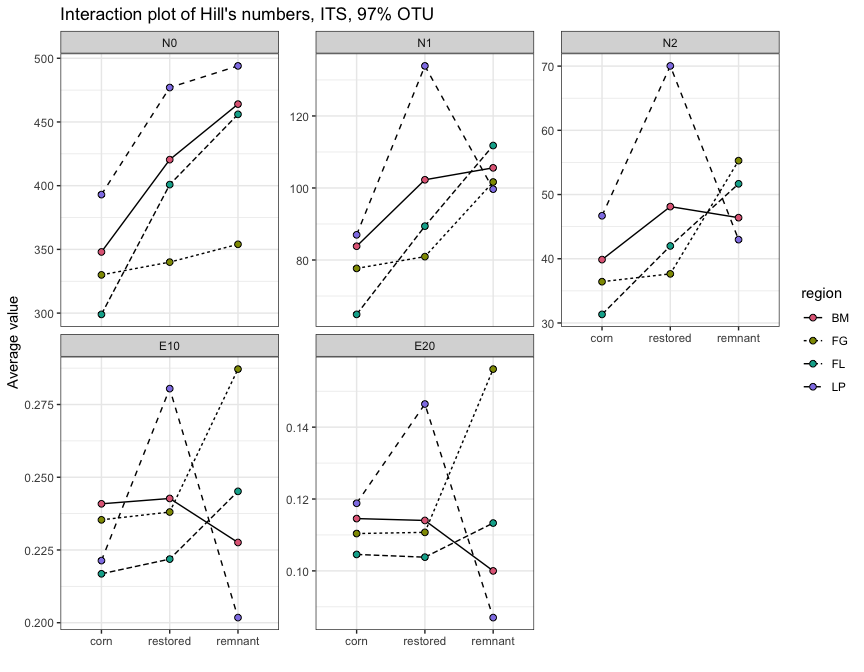 Interaction plot of Hill's numbers, ITS, 97% OTU
N0
N1
N2
500
450
400
350
300
120
100
80
70
60
50
40
30
corn restored remnant
Average value
region
BM
FG
FL
LP
E10
E20
0.275
0.250
0.225
0.200
0.14
0.12
0.10
corn restored remnant
corn restored remnant